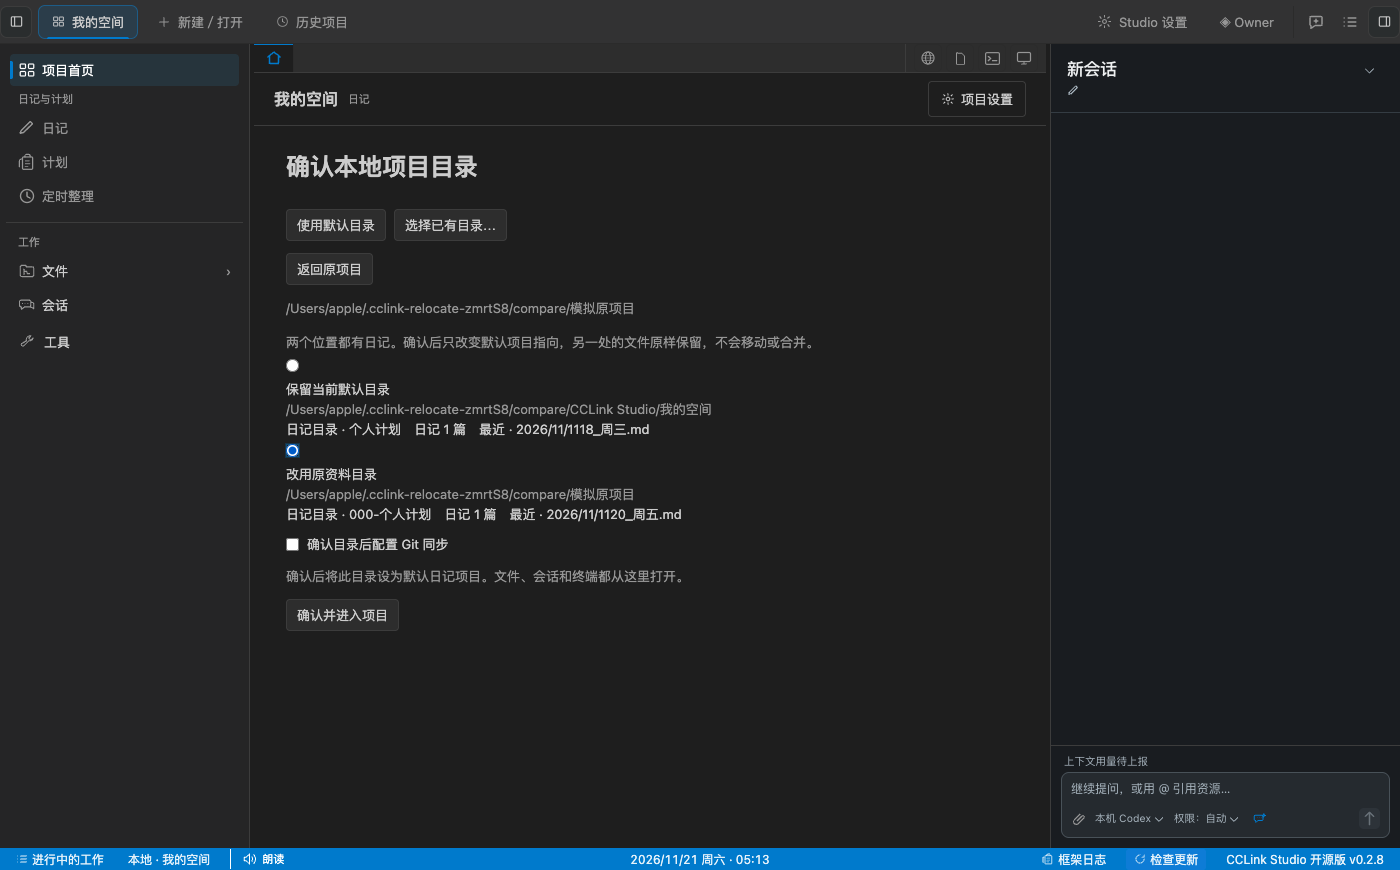 我的空间
新建 / 打开
历史项目
Studio 设置
Owner
项目首页
日记与计划
日记
计划
定时整理
工作
文件
会话
工具
我的空间 日记
项目设置
确认本地项目目录
使用默认目录
选择已有目录...
返回原项目
/Users/apple/.cclink-relocate-zmrtS8/compare/模拟原项目
两个位置都有日记。确认后只改变默认项目指向，另一处的文件原样保留，不会移动或合并。
保留当前默认目录
/Users/apple/.cclink-relocate-zmrtS8/compare/CCLink Studio/我的空间
日记目录 · 个人计划 日记 1 篇 最近 · 2026/11/1118_周三.md
改用原资料目录
/Users/apple/.cclink-relocate-zmrtS8/compare/模拟原项目
日记目录 · 000-个人计划 日记 1 篇 最近 · 2026/11/1120_周五.md
确认目录后配置 Git 同步
确认后将此目录设为默认日记项目。文件、会话和终端都从这里打开。
确认并进入项目
新会话
上下文用量待上报
继续提问，或用 @ 引用资源...
本机 Codex 权限：自动
进行中的工作
本地 · 我的空间
朗读
2026/11/21 周六 · 05:13
框架日志
检查更新
CCLink Studio 开源版 v0.2.8